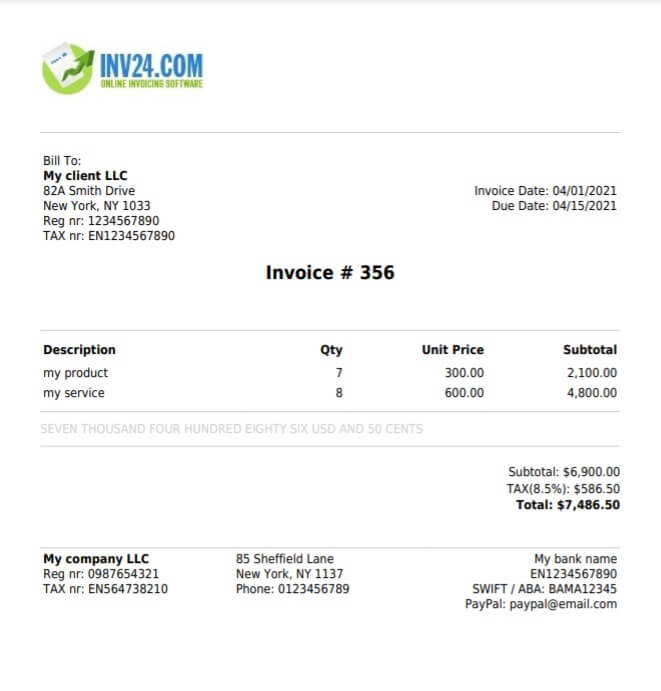 INV24.COM
ONLINE INVOICING SOFTWARE
Bill To:
My client LLC
82A Smith Drive
New York, NY 1033
Reg nr: 1234567890
TAX nr: EN1234567890
Invoice Date: 04/01/2021
Due Date: 04/15/2021
Invoice # 356
Description Qty Unit Price Subtotal
my product 7 300.00 2,100.00
my service 8 600.00 4,800.00
SEVEN THOUSAND FOUR HUNDRED EIGHTY SIX USD AND 50 CENTS
Subtotal: $6,900.00
TAX(8.5%): $586.50
Total: $7,486.50
My company LLC
Reg nr: 0987654321
TAX nr: EN564738210
85 Sheffield Lane
New York, NY 1137
Phone: 0123456789
My bank name
EN1234567890
SWIFT / ABA: BAMA12345
PayPal: paypal@email.com